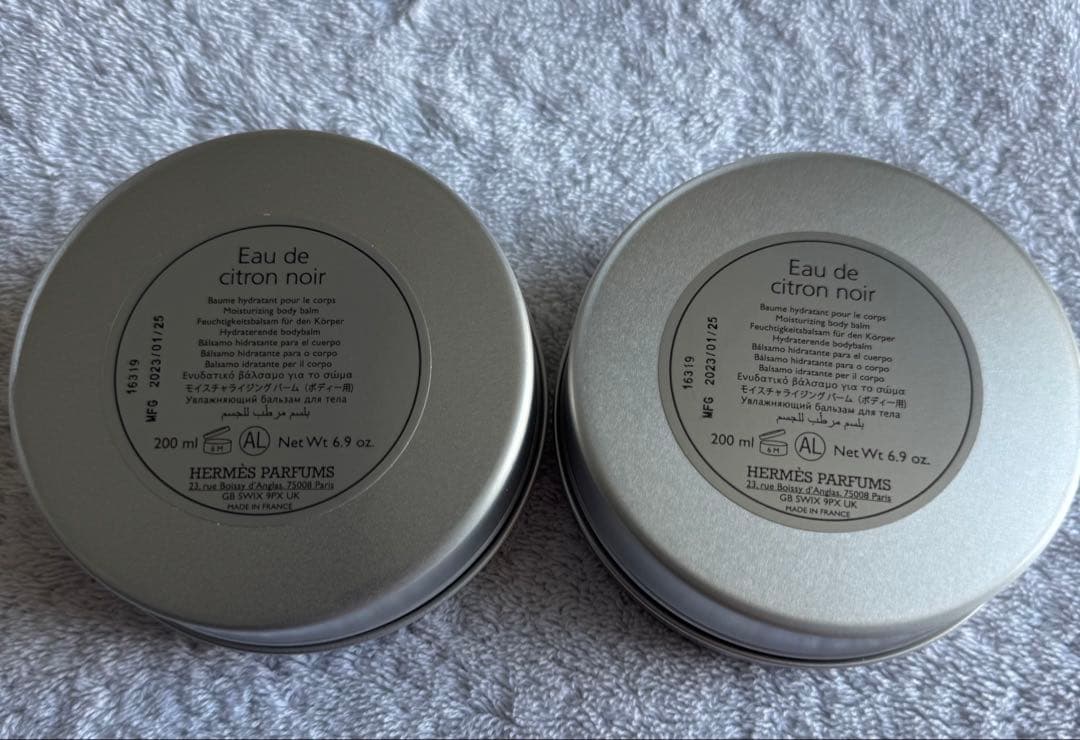 Eau de
citron noir
Baume hydratant pour le corps
Moisturizing body balm
Feuchtigkeitsbalsam für den Körper
Hydraterende bodybalm
Bálsamo hidratante para el cuerpo
Bálsamo hidratante para o corpo
Balsamo idratante per il corpo
Ενυδατικό βάλσαμο για το σώμα
モイスチャライジング バーム（ボディー用）
Увлажняющий бальзам для тела
بلسم مرطّب للجسم
16319
MFG 2023/01/25
200 ml 6 M AL Net Wt 6.9 oz.
HERMÈS PARFUMS
23, rue Boissy d'Anglas, 75008 Paris
GB SW1X 9PX UK
MADE IN FRANCE
Eau de
citron noir
Baume hydratant pour le corps
Moisturizing body balm
Feuchtigkeitsbalsam für den Körper
Hydraterende bodybalm
Bálsamo hidratante para el cuerpo
Bálsamo hidratante para o corpo
Balsamo idratante per il corpo
Ενυδατικό βάλσαμο για το σώμα
モイスチャライジング バーム（ボディー用）
Увлажняющий бальзам для тела
بلسم مرطّب للجسم
16319
MFG 2023/01/25
200 ml 6 M AL Net Wt 6.9 oz.
HERMÈS PARFUMS
23, rue Boissy d'Anglas, 75008 Paris
GB SW1X 9PX UK
MADE IN FRANCE